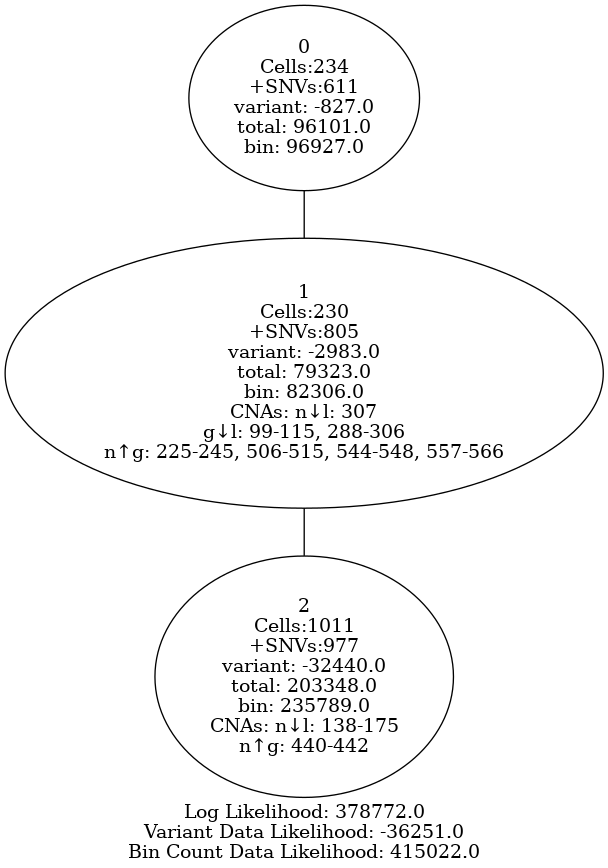 0
Cells:234
+SNVs:611
variant: -827.0
total: 96101.0
bin: 96927.0
1
Cells:230
+SNVs:805
variant: -2983.0
total: 79323.0
bin: 82306.0
CNAs: n↓l: 307
g↓l: 99-115, 288-306
n↑g: 225-245, 506-515, 544-548, 557-566
2
Cells:1011
+SNVs:977
variant: -32440.0
total: 203348.0
bin: 235789.0
CNAs: n↓l: 138-175
n↑g: 440-442
Log Likelihood: 378772.0
Variant Data Likelihood: -36251.0
Bin Count Data Likelihood: 415022.0